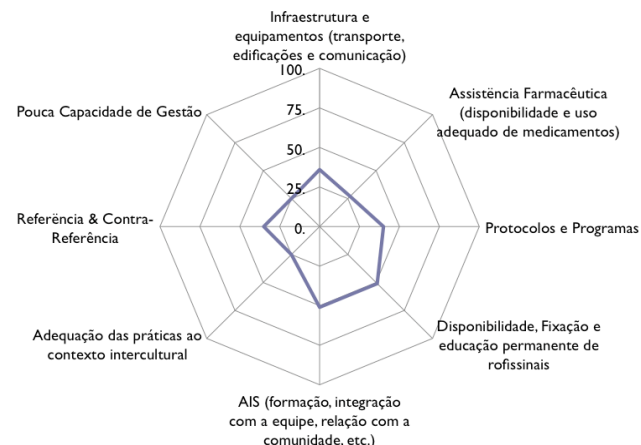 Infraestrutura e
equipamentos (transporte,
edificações e comunicação)
100.
75.
50.
25.
0.
Assistëncia Farmacêutica
(disponibilidade e uso
adequado de medicamentos)
Protocolos e Programas
Disponibilidade, Fixação e
educação permanente de
rofissinais
AIS (formação, integração
com a equipe, relação com a
comunidade, etc.)
Adequação das práticas ao
contexto intercultural
Referëncia & Contra-
Referência
Pouca Capacidade de Gestão